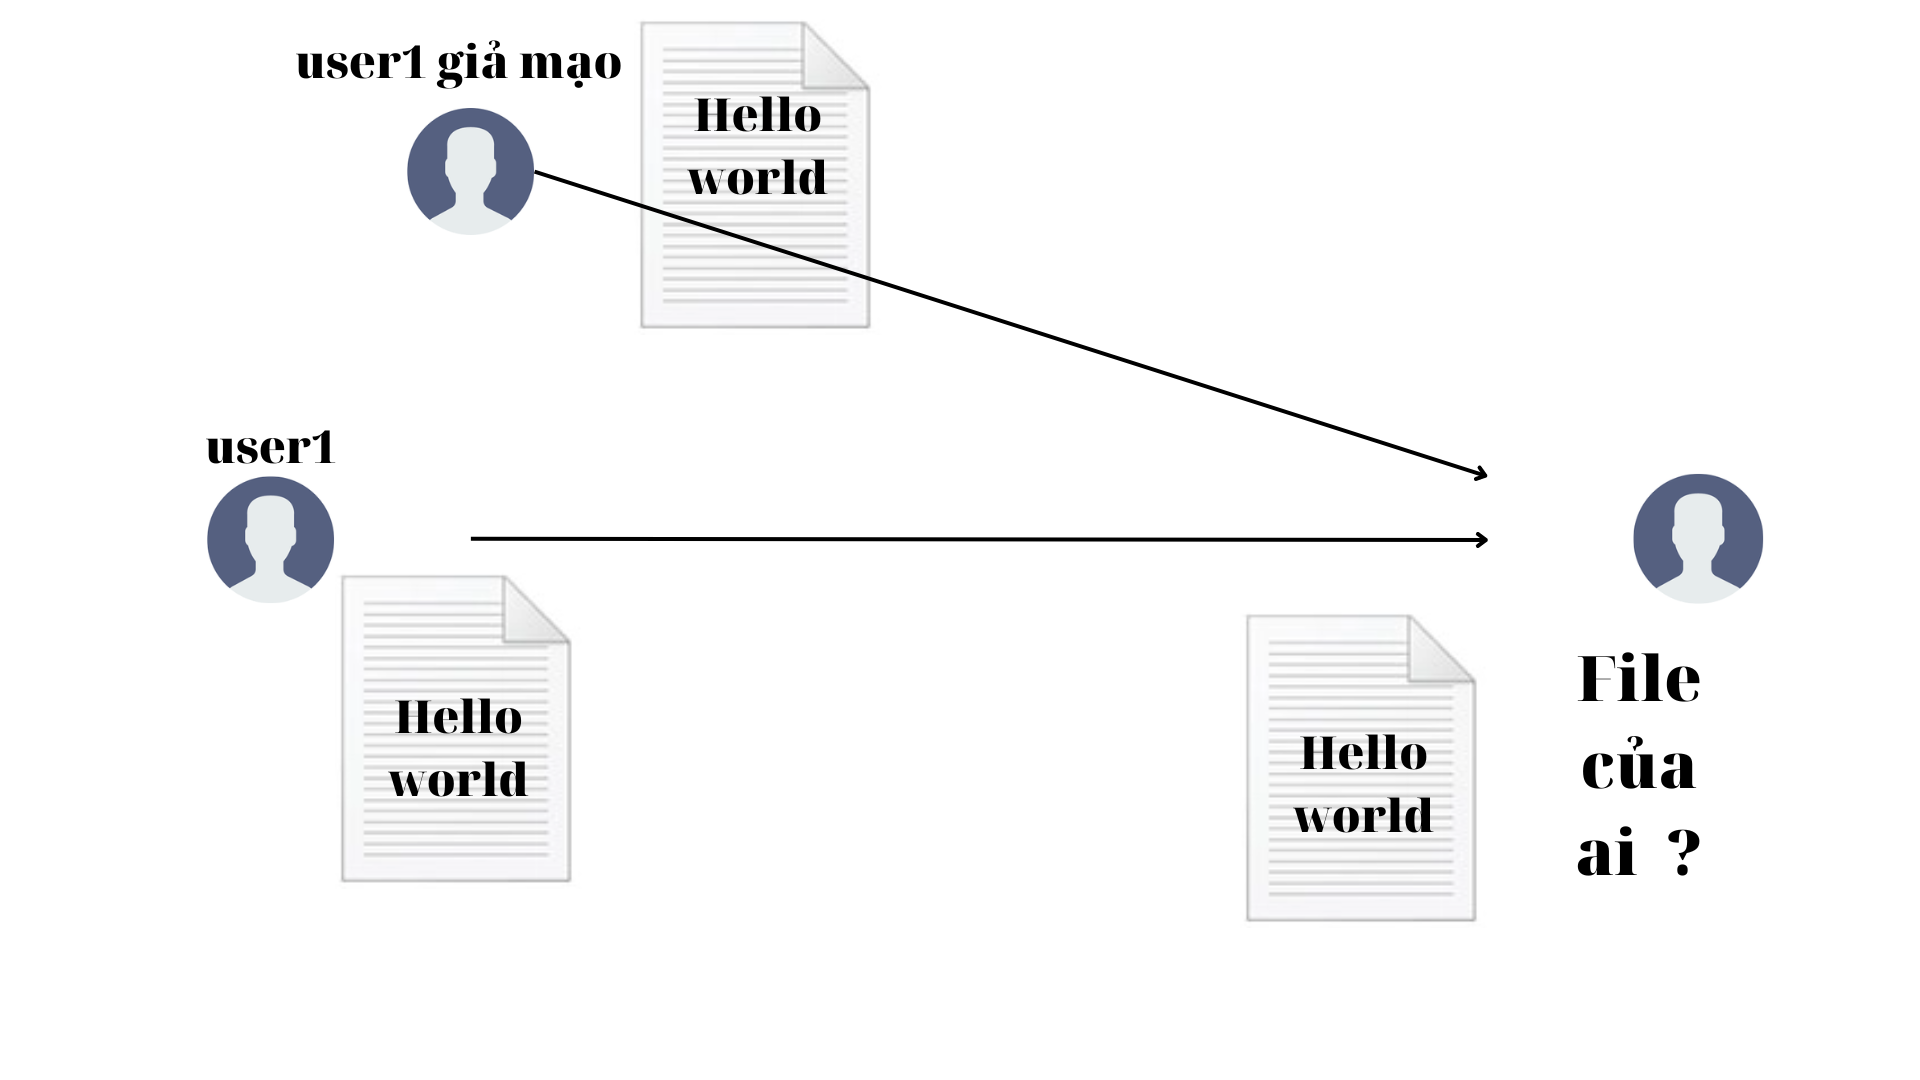 user1 giả mạo
Hello
world
user1
Hello
world
Hello
world
File
của
ai ?